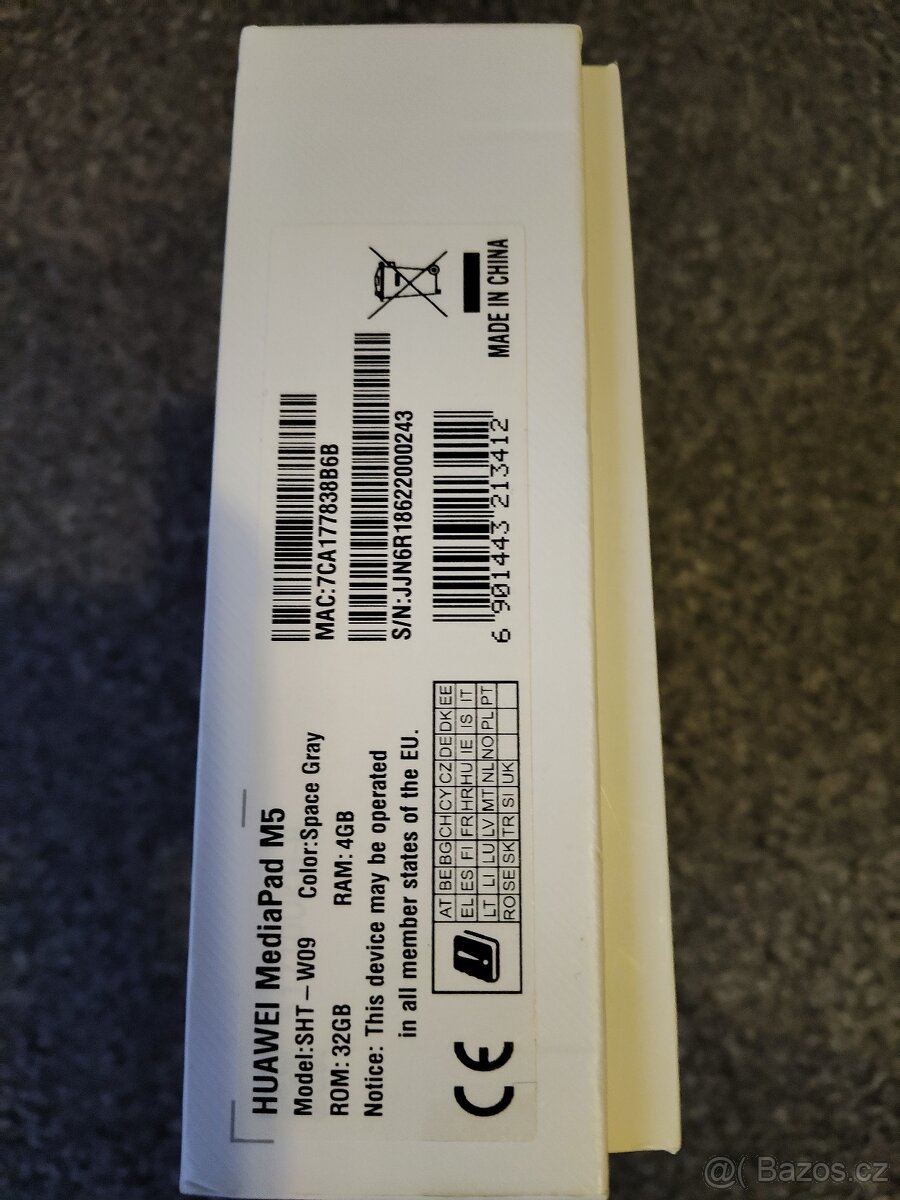 HUAWEI MediaPad M5
Model:SHT-W09 Color:Space Gray
ROM: 32GB RAM: 4GB
Notice: This device may be operated
in all member states of the EU.
MAC:7CA177838B6B
S/N:JJN6R18622000243
AT BE BG CH CY CZ DE DK EE
EL ES FI FR HR HU IE IS IT
LT LI LU LV MT NL NO PL PT
RO SE SK TR SI UK
6 901443 213412
MADE IN CHINA
CE
@( Bazos.cz